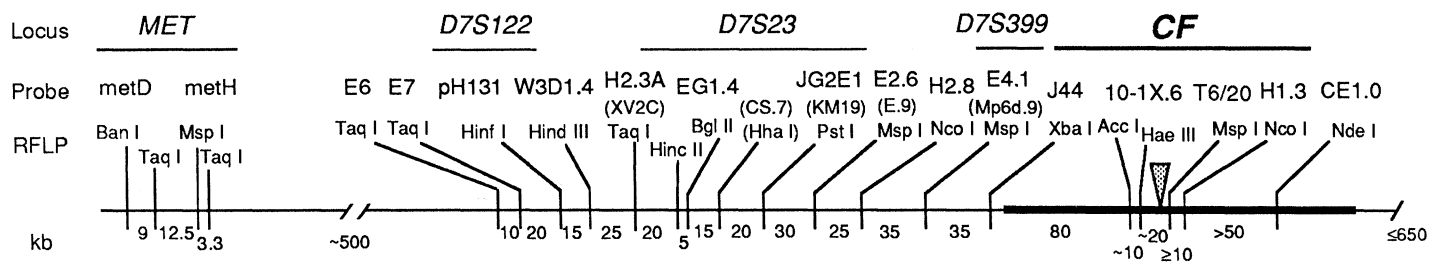 Locus MET D7S122 D7S23 D7S399 CF
Probe metD metH E6 E7 pH131 W3D1.4 H2.3A EG1.4 JG2E1 E2.6 H2.8 E4.1 J44 10-1X.6 T6/20 H1.3 CE1.0
(XV2C) (CS.7) (KM19) (E.9) (Mp6d.9)
RFLP Ban I Msp I Taq I Taq I Hinf I Hind III Taq I Bgl II (Hha I) Pst I Msp I Nco I Msp I Xba I Acc I Hae III Msp I Nco I Nde I
Taq I Taq I Hinc II
kb 9 12.5 3.3 ~500 10 20 15 25 20 5 15 20 30 25 35 35 80 ~10 ~20 ≥10 >50 ≤650